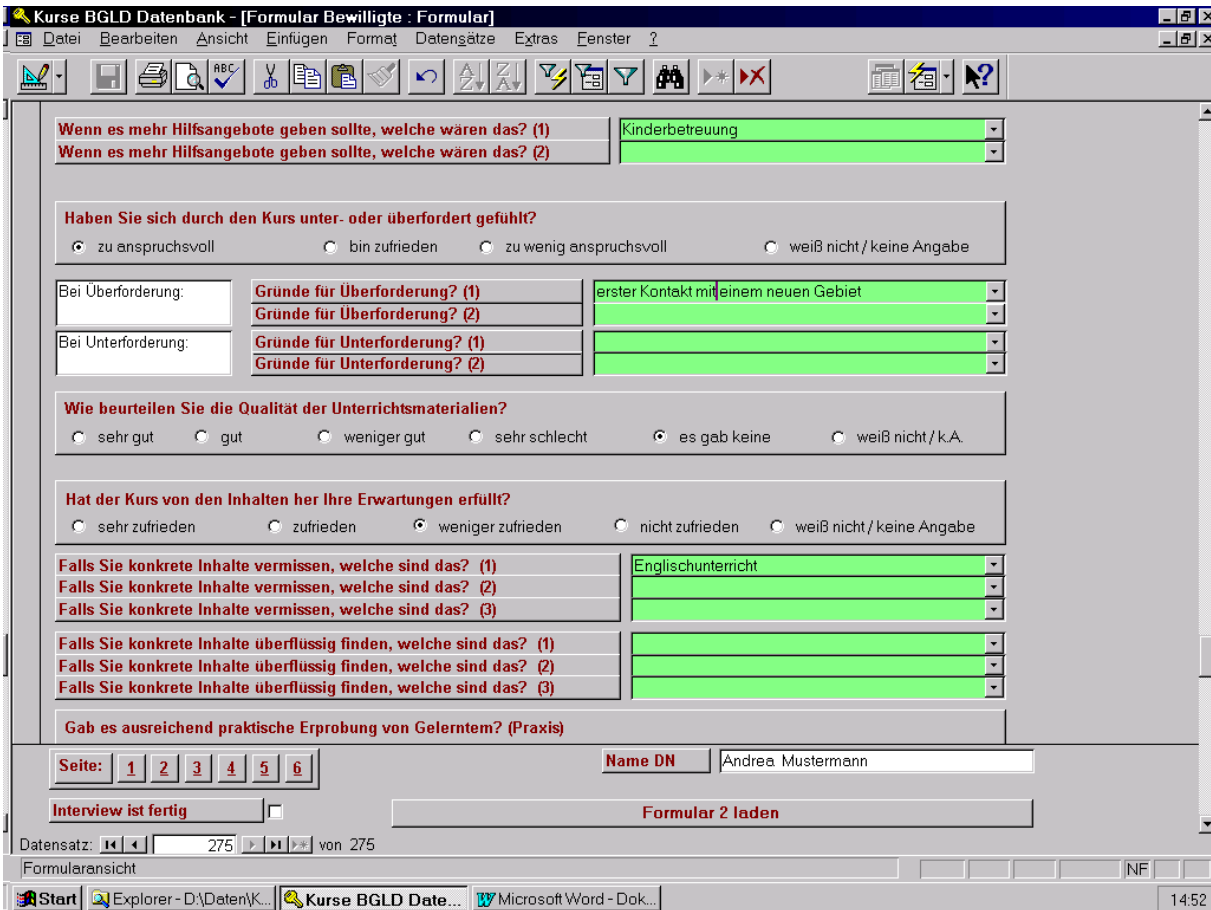 Kurse BGLD Datenbank - [Formular Bewilligte : Formular]
Datei Bearbeiten Ansicht Einfügen Format Datensätze Extras Fenster ?
ABC
Wenn es mehr Hilfsangebote geben sollte, welche wären das? (1) Kinderbetreuung
Wenn es mehr Hilfsangebote geben sollte, welche wären das? (2)
Haben Sie sich durch den Kurs unter- oder überfordert gefühlt?
zu anspruchsvoll bin zufrieden zu wenig anspruchsvoll weiß nicht / keine Angabe
Bei Überforderung: Gründe für Überforderung? (1) erster Kontakt mit einem neuen Gebiet
Gründe für Überforderung? (2)
Bei Unterforderung: Gründe für Unterforderung? (1)
Gründe für Unterforderung? (2)
Wie beurteilen Sie die Qualität der Unterrichtsmaterialien?
sehr gut gut weniger gut sehr schlecht es gab keine weiß nicht / k.A.
Hat der Kurs von den Inhalten her Ihre Erwartungen erfüllt?
sehr zufrieden zufrieden weniger zufrieden nicht zufrieden weiß nicht / keine Angabe
Falls Sie konkrete Inhalte vermissen, welche sind das? (1) Englischunterricht
Falls Sie konkrete Inhalte vermissen, welche sind das? (2)
Falls Sie konkrete Inhalte vermissen, welche sind das? (3)
Falls Sie konkrete Inhalte überflüssig finden, welche sind das? (1)
Falls Sie konkrete Inhalte überflüssig finden, welche sind das? (2)
Falls Sie konkrete Inhalte überflüssig finden, welche sind das? (3)
Gab es ausreichend praktische Erprobung von Gelerntem? (Praxis)
Seite: 1 2 3 4 5 6 Name DN Andrea Mustermann
Interview ist fertig Formular 2 laden
Datensatz: 275 von 275
Formularansicht NF
Start Explorer - D:\Daten\K... Kurse BGLD Date... Microsoft Word - Dok... 14:52